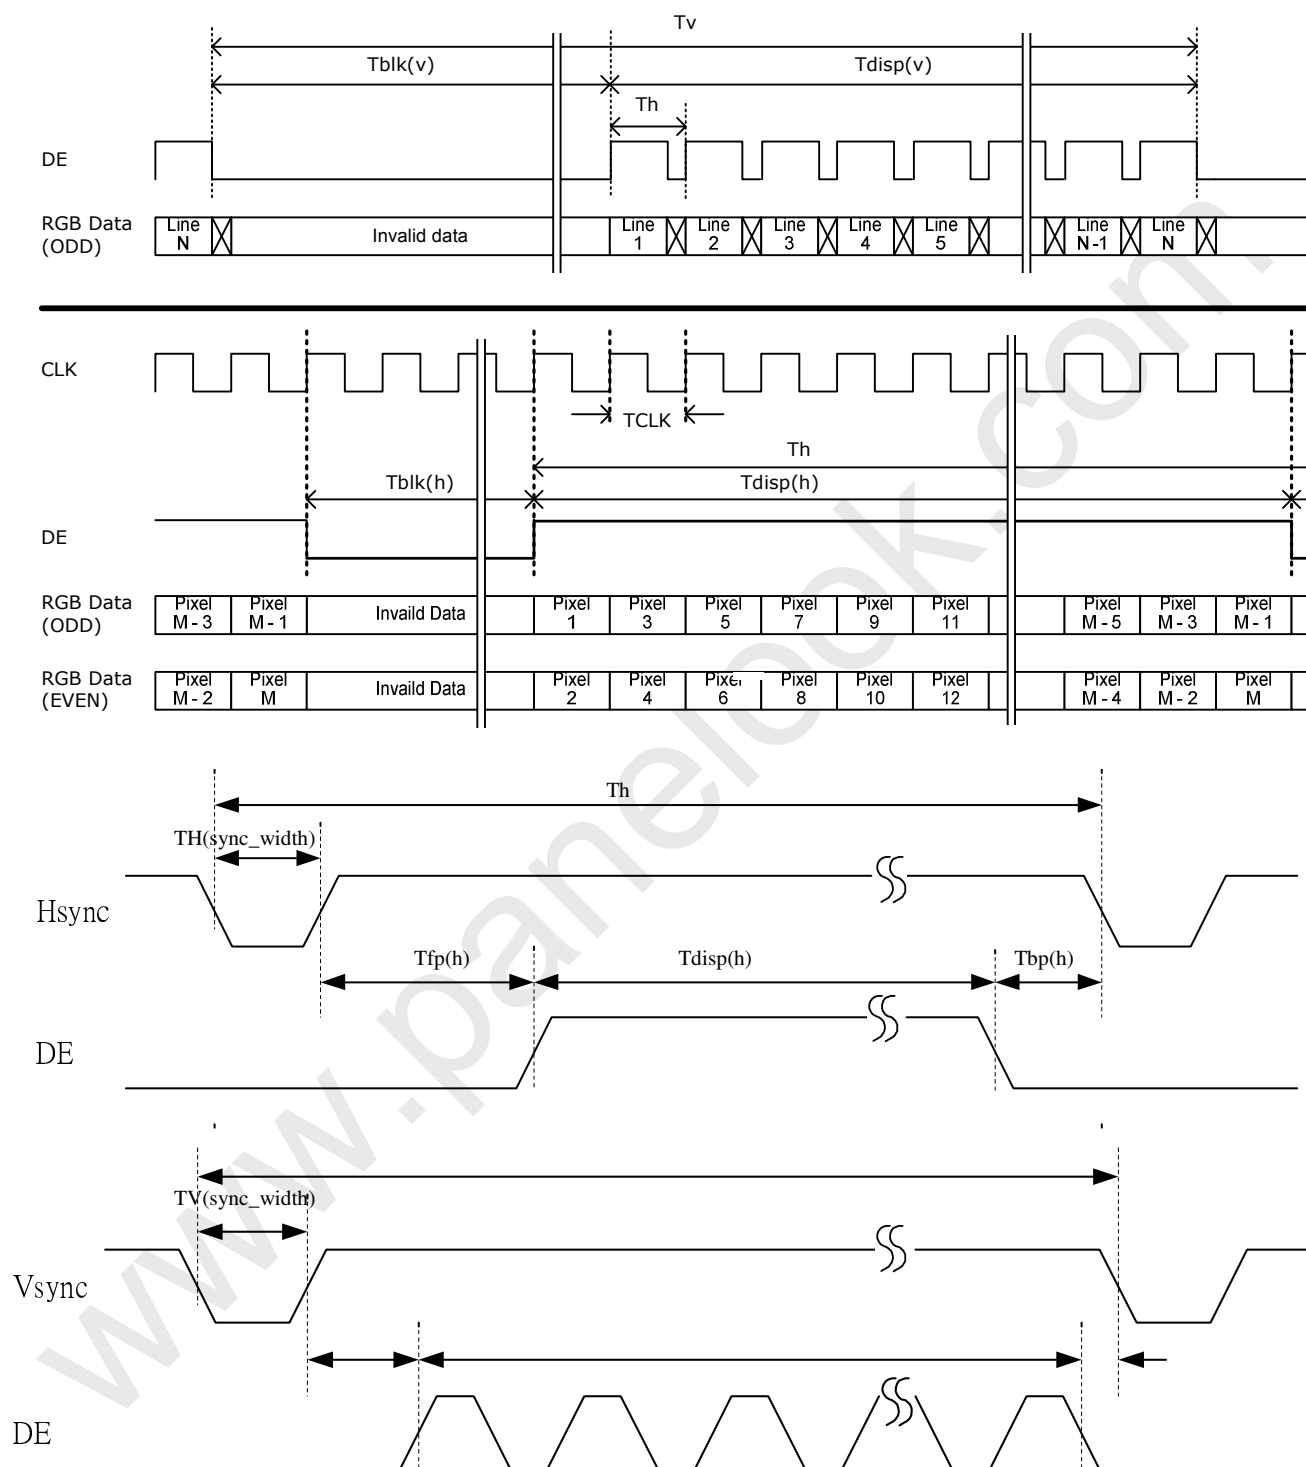 Tv
Tblk(v) Tdisp(v)
Th
DE
RGB Data (ODD)
Line N Invalid data Line 1 Line 2 Line 3 Line 4 Line 5 Line N-1 Line N
CLK
TCLK
Th
Tblk(h) Tdisp(h)
DE
RGB Data (ODD)
Pixel M-3 Pixel M-1 Invaild Data Pixel 1 Pixel 3 Pixel 5 Pixel 7 Pixel 9 Pixel 11 Pixel M-5 Pixel M-3 Pixel M-1
RGB Data (EVEN)
Pixel M-2 Pixel M Invaild Data Pixel 2 Pixel 4 Pixel 6 Pixel 8 Pixel 10 Pixel 12 Pixel M-4 Pixel M-2 Pixel M
Th
TH(sync_width)
Hsync
Tfp(h) Tdisp(h) Tbp(h)
DE
TV(sync_width)
Vsync
DE
www.panelook.com